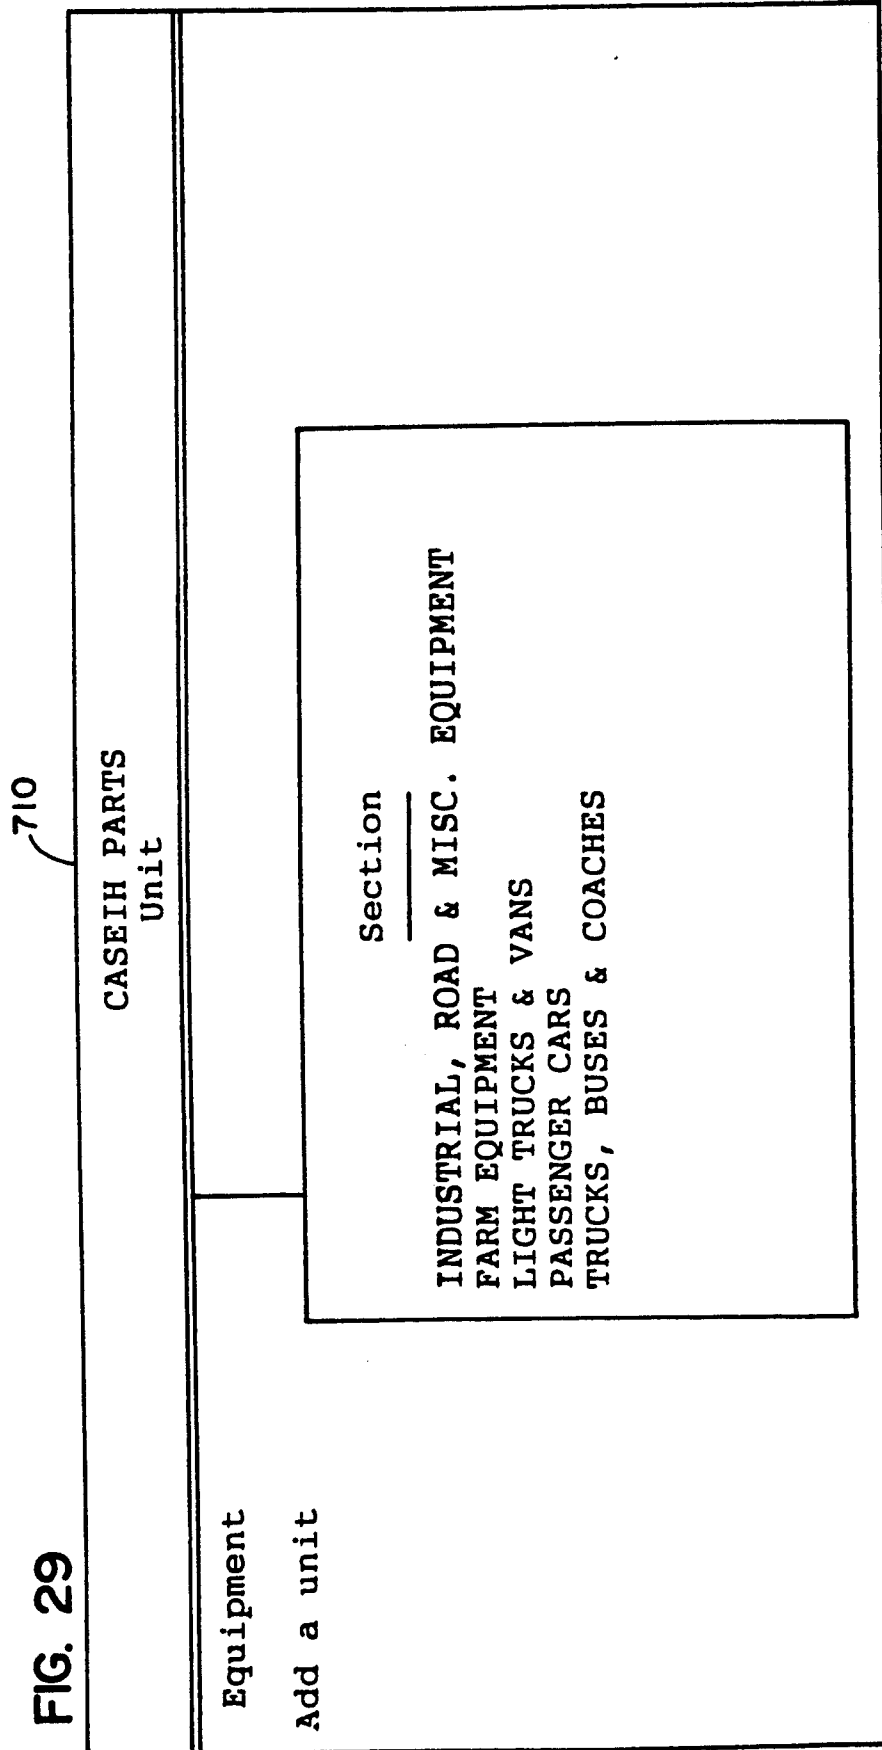 FIG. 29
710
CASEIH PARTS
Unit
Equipment
Add a unit
Section
INDUSTRIAL, ROAD & MISC. EQUIPMENT
FARM EQUIPMENT
LIGHT TRUCKS & VANS
PASSENGER CARS
TRUCKS, BUSES & COACHES